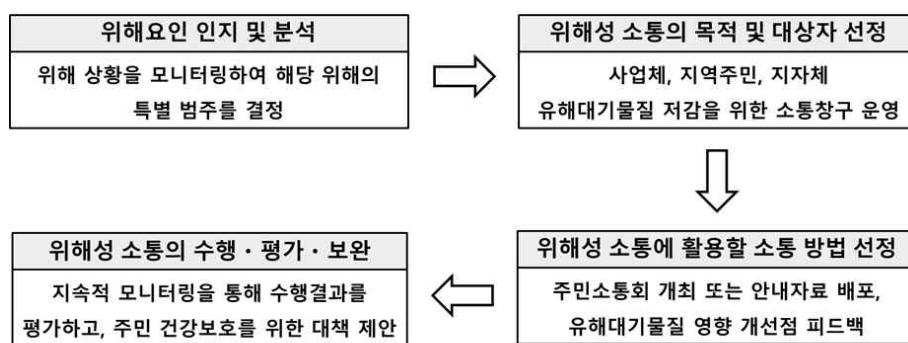 위해요인 인지 및 분석
위해 상황을 모니터링하여 해당 위해의
특별 범주를 결정
위해성 소통의 목적 및 대상자 선정
사업체, 지역주민, 지자체
유해대기물질 저감을 위한 소통창구 운영
위해성 소통에 활용할 소통 방법 선정
주민소통회 개최 또는 안내자료 배포,
유해대기물질 영향 개선점 피드백
위해성 소통의 수행・평가・보완
지속적 모니터링을 통해 수행결과를
평가하고, 주민 건강보호를 위한 대책 제안